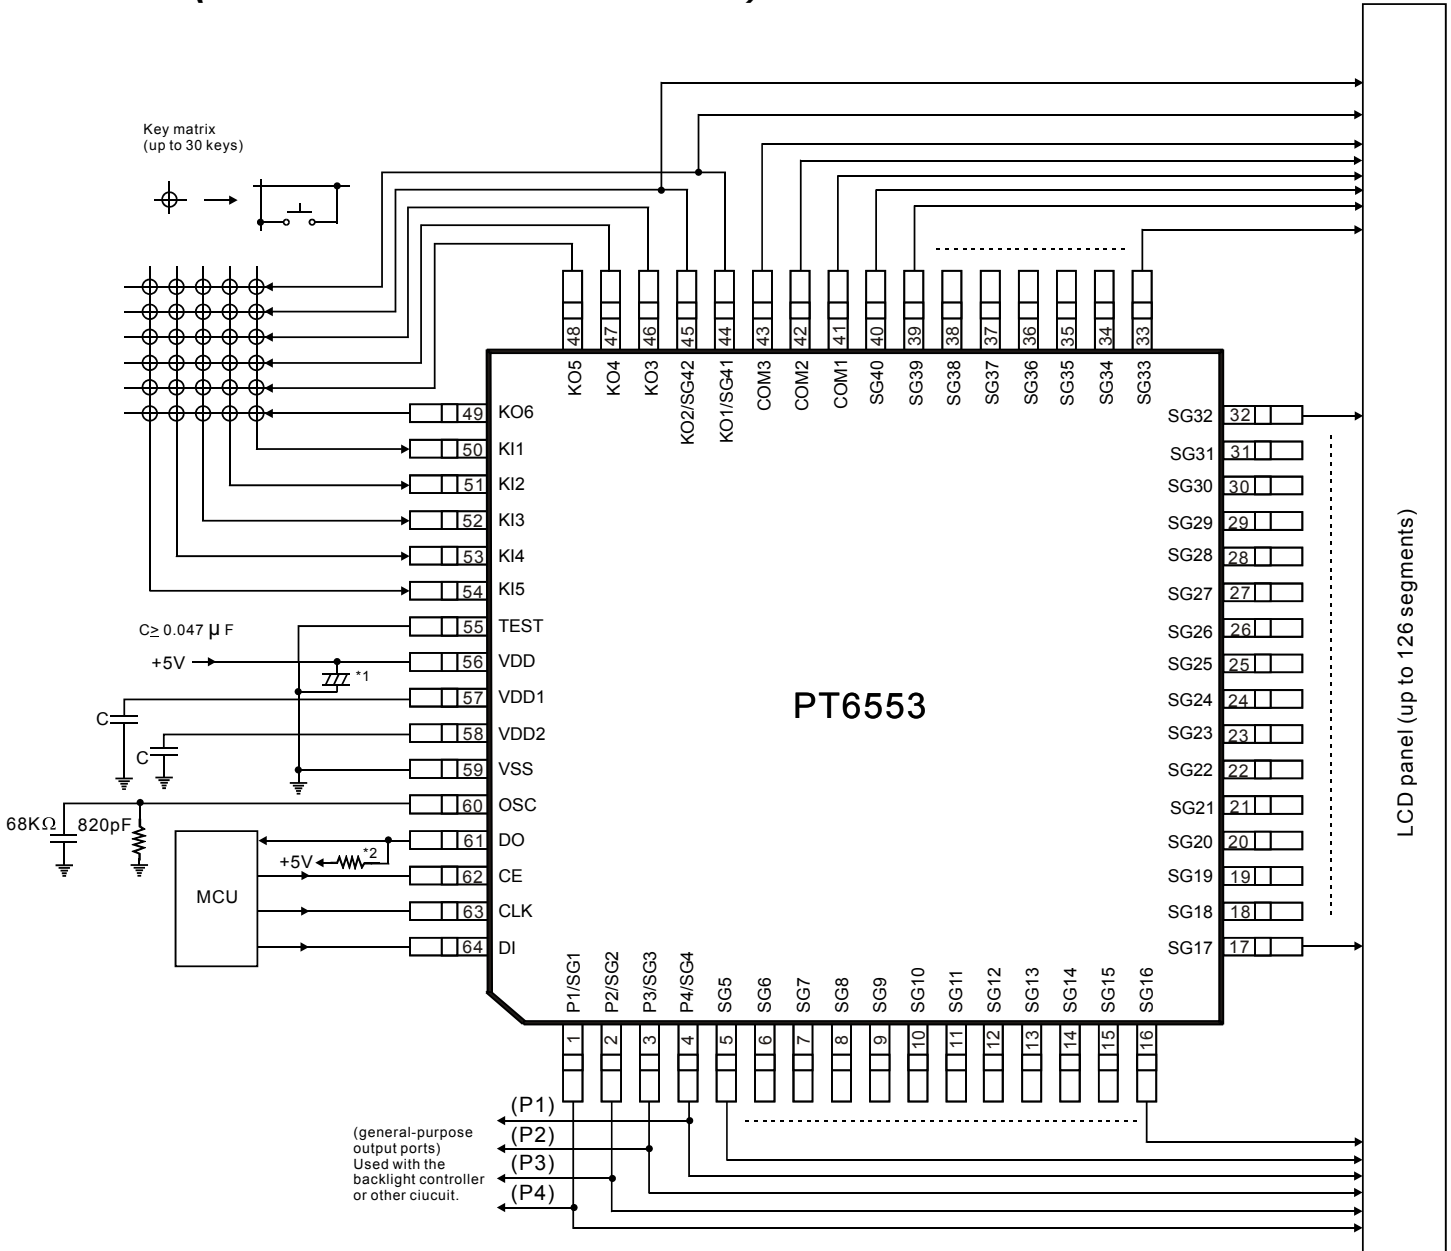 Key matrix
(up to 30 keys)
48 47 46 45 44 43 42 41 40 39 38 37 36 35 34 33
KO5 KO4 KO3 KO2/SG42 KO1/SG41 COM3 COM2 COM1 SG40 SG39 SG38 SG37 SG36 SG35 SG34 SG33
49 KO6
50 KI1
51 KI2
52 KI3
53 KI4
54 KI5
55 TEST
56 VDD
57 VDD1
58 VDD2
59 VSS
60 OSC
61 DO
62 CE
63 CLK
64 DI
C≥ 0.047 μ F
+5V
*1
C
C
68KΩ
820pF
+5V
*2
MCU
PT6553
SG32 32
SG31 31
SG30 30
SG29 29
SG28 28
SG27 27
SG26 26
SG25 25
SG24 24
SG23 23
SG22 22
SG21 21
SG20 20
SG19 19
SG18 18
SG17 17
LCD panel (up to 126 segments)
P1/SG1 P2/SG2 P3/SG3 P4/SG4 SG5 SG6 SG7 SG8 SG9 SG10 SG11 SG12 SG13 SG14 SG15 SG16
1 2 3 4 5 6 7 8 9 10 11 12 13 14 15 16
(P1)
(P2)
(P3)
(P4)
(general-purpose
output ports)
Used with the
backlight controller
or other ciucuit.